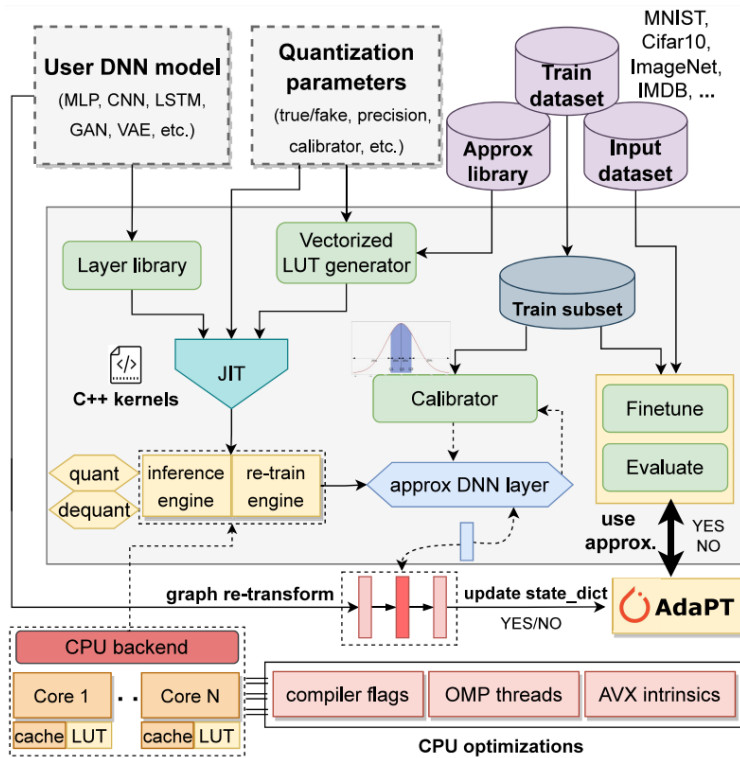 User DNN model
(MLP, CNN, LSTM,
GAN, VAE, etc.)
Quantization
parameters
(true/fake, precision,
calibrator, etc.)
Train
dataset
MNIST,
Cifar10,
ImageNet,
IMDB, ...
Approx
library
Input
dataset
Layer library
Vectorized
LUT generator
Train subset
</>
C++ kernels
JIT
Calibrator
Finetune
Evaluate
quant
dequant
inference
engine
re-train
engine
approx DNN layer
use
approx.
YES
NO
graph re-transform
update state_dict
YES/NO
AdaPT
CPU backend
Core 1
. .
Core N
cache
LUT
cache
LUT
compiler flags
OMP threads
AVX intrinsics
CPU optimizations